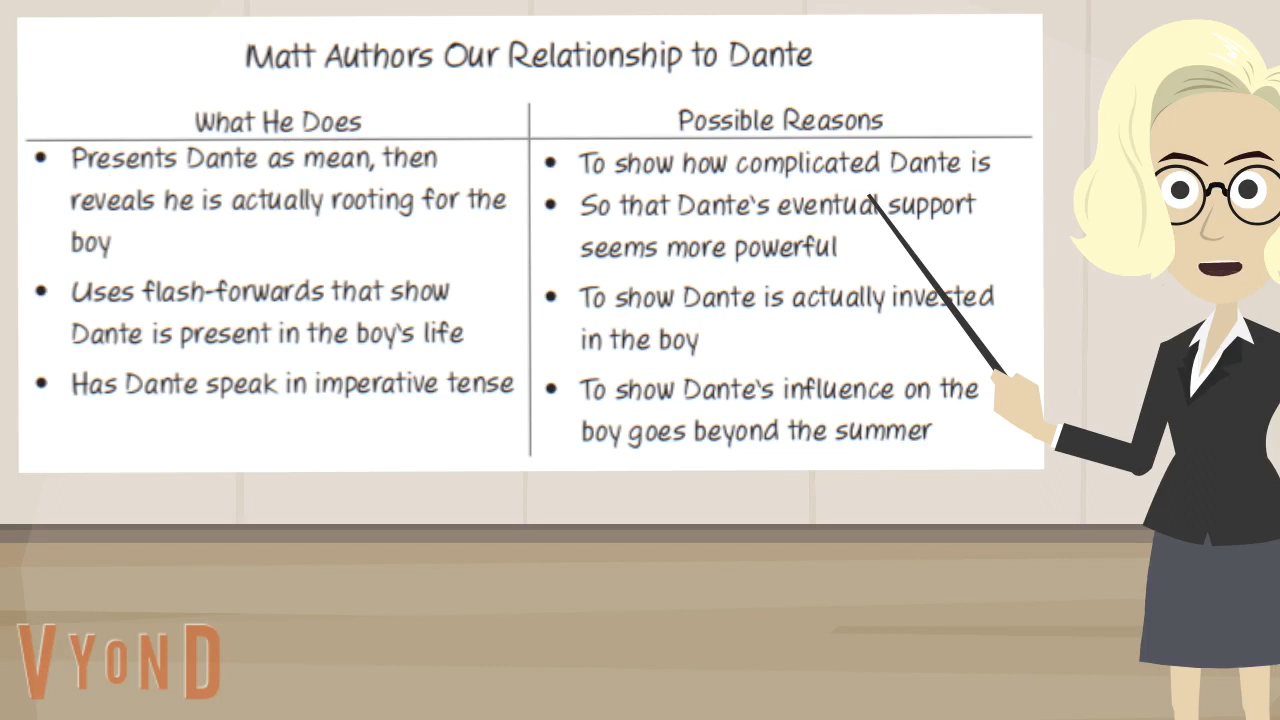 Matt Authors Our Relationship to Dante
What He Does
• Presents Dante as mean, then
reveals he is actually rooting for the
boy
• Uses flash-forwards that show
Dante is present in the boy's life
• Has Dante speak in imperative tense
Possible Reasons
• To show how complicated Dante is
• So that Dante's eventual support
seems more powerful
• To show Dante is actually invested
in the boy
• To show Dante's influence on the
boy goes beyond the summer
VYOND